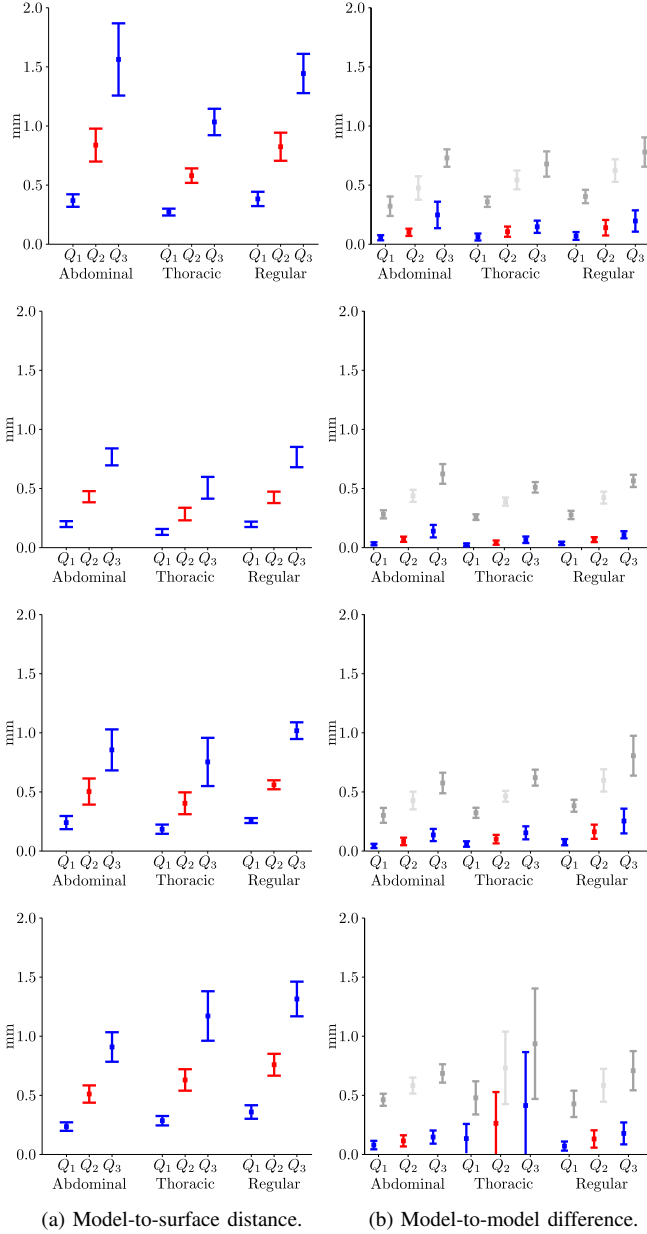 2.0 2.0
1.5 1.5
mm mm
1.0 1.0
0.5 0.5
0.0 0.0
Q1 Q2 Q3 Q1 Q2 Q3 Q1 Q2 Q3 Q1 Q2 Q3 Q1 Q2 Q3 Q1 Q2 Q3
Abdominal Thoracic Regular Abdominal Thoracic Regular
2.0 2.0
1.5 1.5
mm mm
1.0 1.0
0.5 0.5
0.0 0.0
Q1 Q2 Q3 Q1 Q2 Q3 Q1 Q2 Q3 Q1 Q2 Q3 Q1 Q2 Q3 Q1 Q2 Q3
Abdominal Thoracic Regular Abdominal Thoracic Regular
2.0 2.0
1.5 1.5
mm mm
1.0 1.0
0.5 0.5
0.0 0.0
Q1 Q2 Q3 Q1 Q2 Q3 Q1 Q2 Q3 Q1 Q2 Q3 Q1 Q2 Q3 Q1 Q2 Q3
Abdominal Thoracic Regular Abdominal Thoracic Regular
2.0 2.0
1.5 1.5
mm mm
1.0 1.0
0.5 0.5
0.0 0.0
Q1 Q2 Q3 Q1 Q2 Q3 Q1 Q2 Q3 Q1 Q2 Q3 Q1 Q2 Q3 Q1 Q2 Q3
Abdominal Thoracic Regular Abdominal Thoracic Regular
(a) Model-to-surface distance. (b) Model-to-model difference.